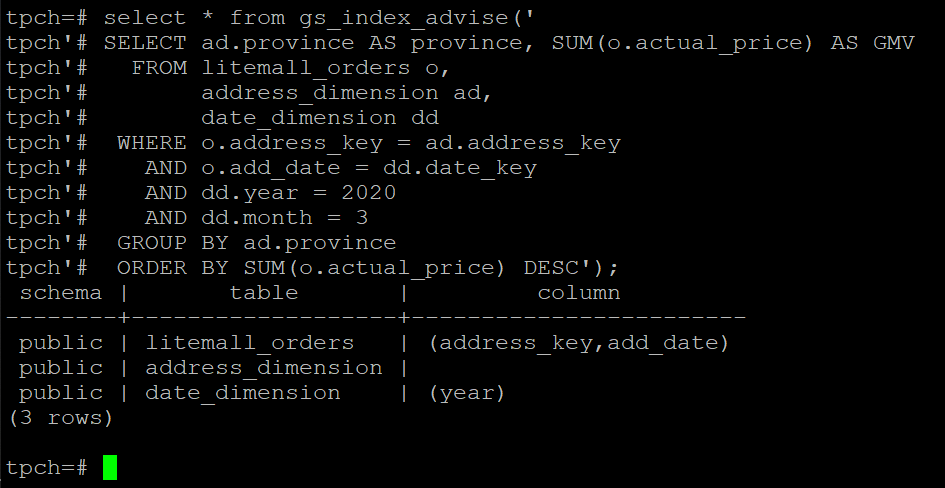 tpch=# select * from gs_index_advise('
tpch'# SELECT ad.province AS province, SUM(o.actual_price) AS GMV
tpch'#   FROM litemall_orders o,
tpch'#        address_dimension ad,
tpch'#        date_dimension dd
tpch'#  WHERE o.address_key = ad.address_key
tpch'#    AND o.add_date = dd.date_key
tpch'#    AND dd.year = 2020
tpch'#    AND dd.month = 3
tpch'#  GROUP BY ad.province
tpch'#  ORDER BY SUM(o.actual_price) DESC');
 schema |       table       |         column
--------+-------------------+------------------------
 public | litemall_orders   | (address_key,add_date)
 public | address_dimension |
 public | date_dimension    | (year)
(3 rows)
tpch=#